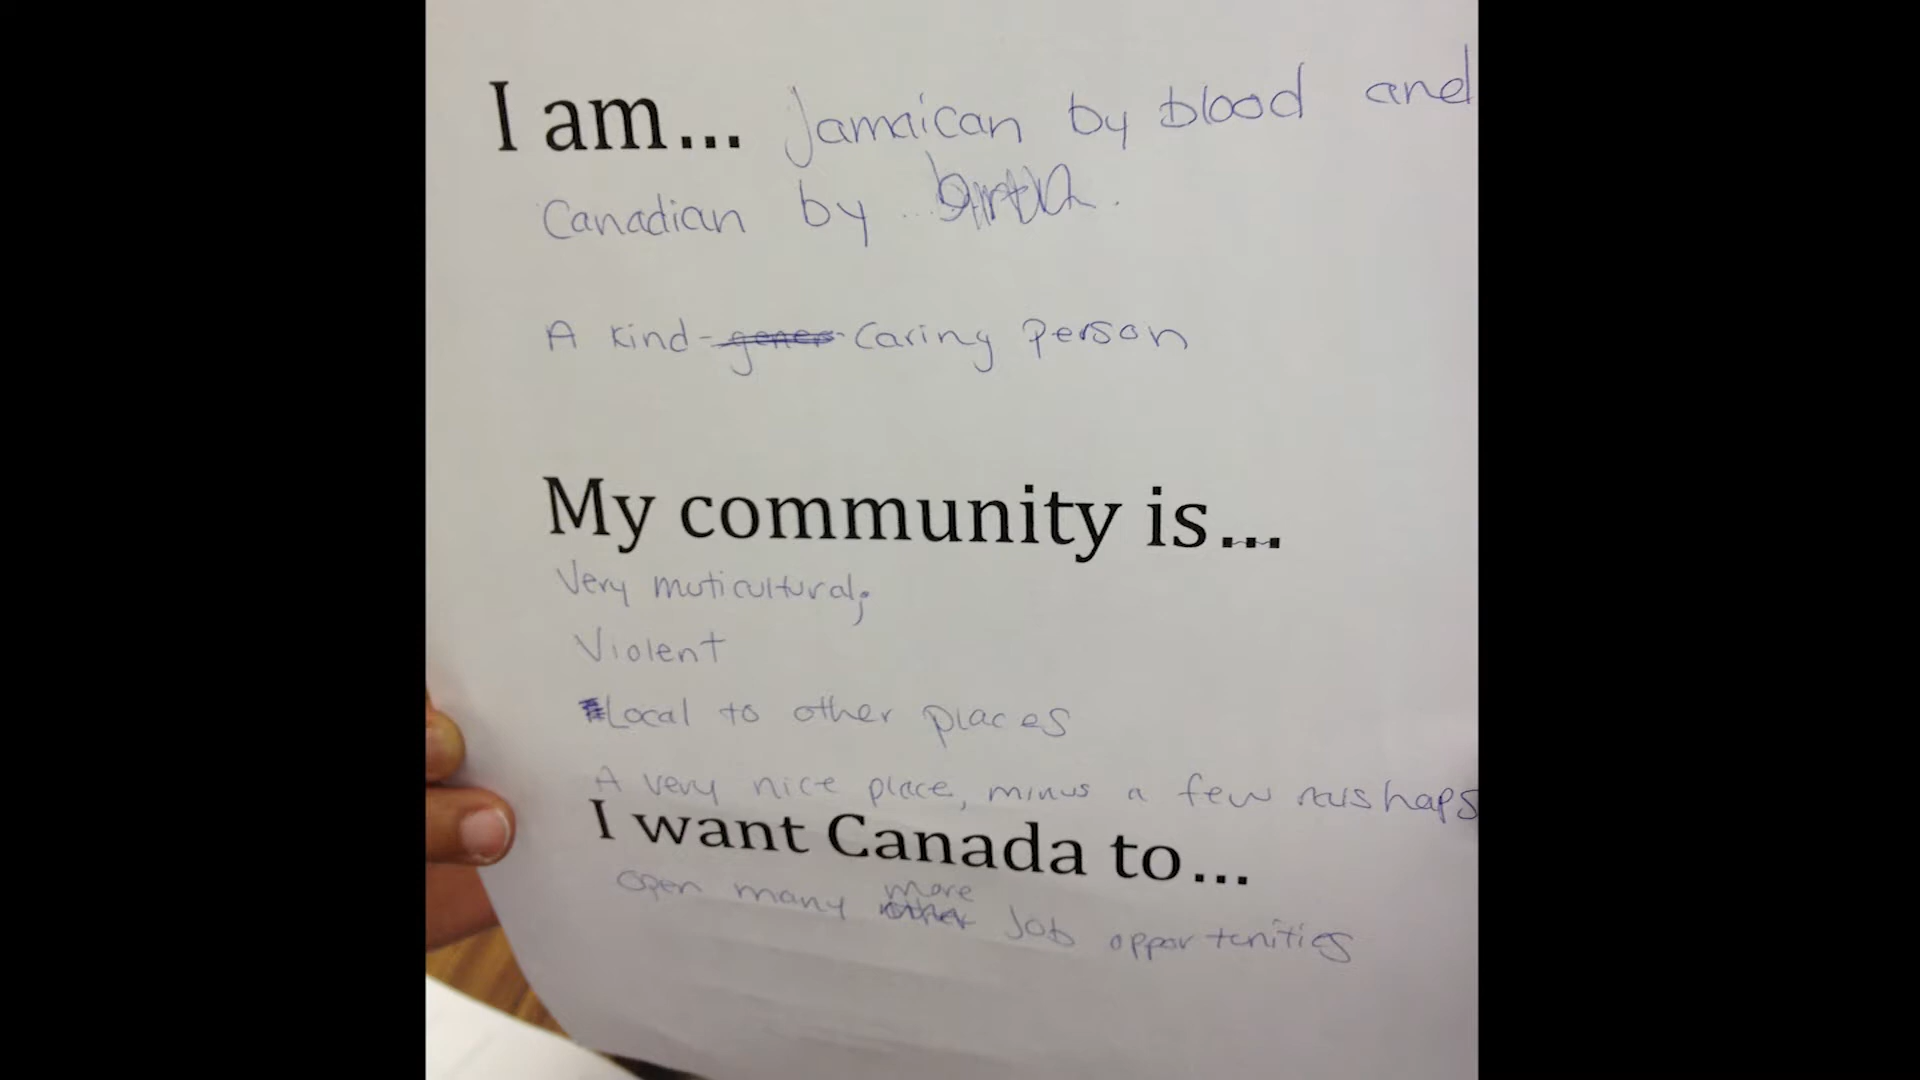 I am... Jamaican by blood and
Canadian by birth.
A kind caring person
My community is...
Very muticultural;
Violent
Local to other places
A very nice place, minus a few mishaps
I want Canada to...
open many more Job opportunities